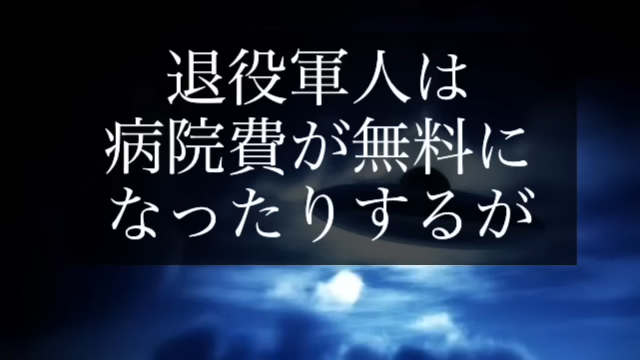 退役軍人は
病院費が無料に
なったりするが